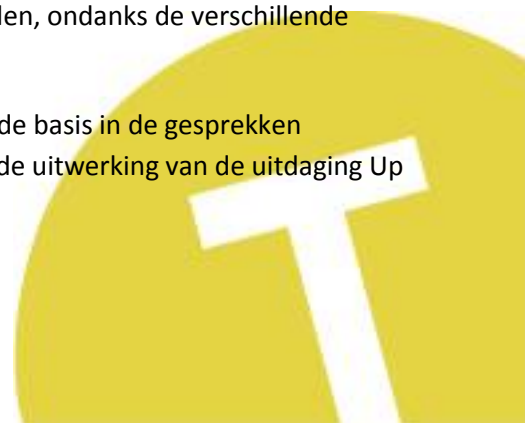 len, ondanks de verschillende
de basis in de gesprekken
de uitwerking van de uitdaging Up
T